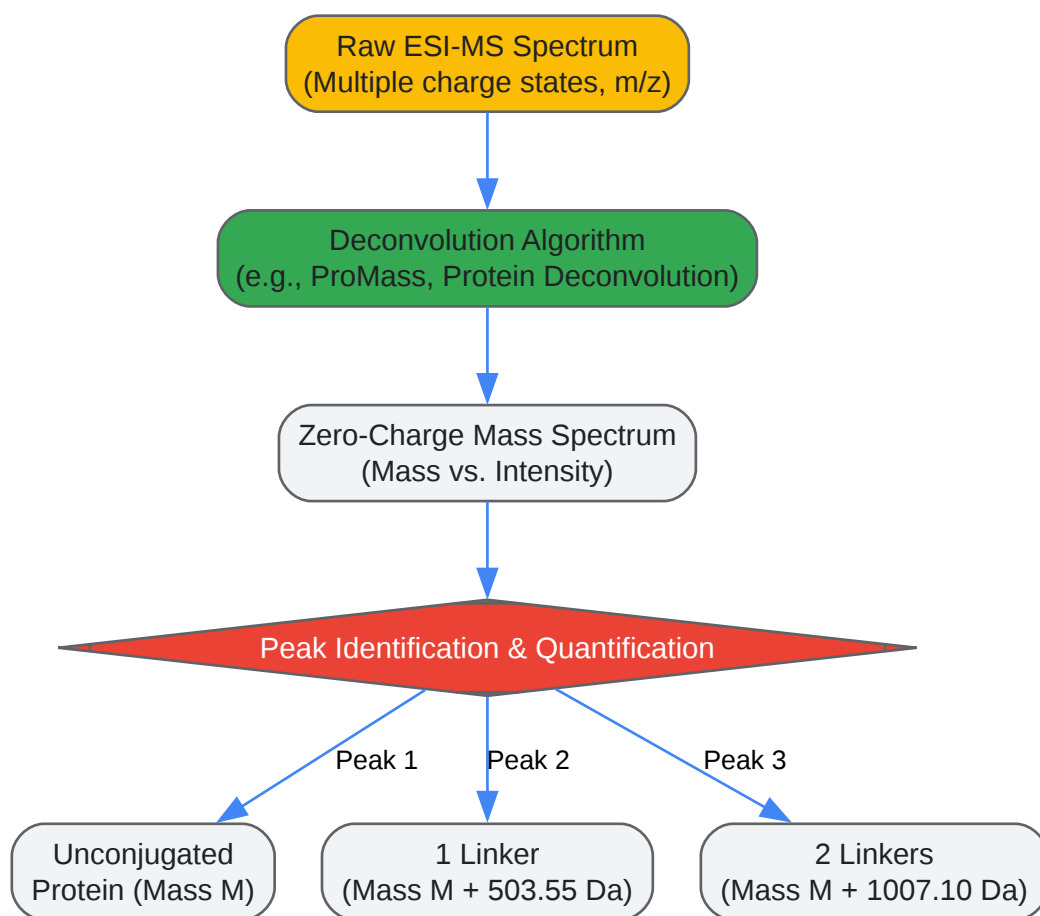 Raw ESI-MS Spectrum
(Multiple charge states, m/z)
Deconvolution Algorithm
(e.g., ProMass, Protein Deconvolution)
Zero-Charge Mass Spectrum
(Mass vs. Intensity)
Peak Identification & Quantification
Peak 1
Peak 2
Peak 3
Unconjugated
Protein (Mass M)
1 Linker
(Mass M + 503.55 Da)
2 Linkers
(Mass M + 1007.10 Da)